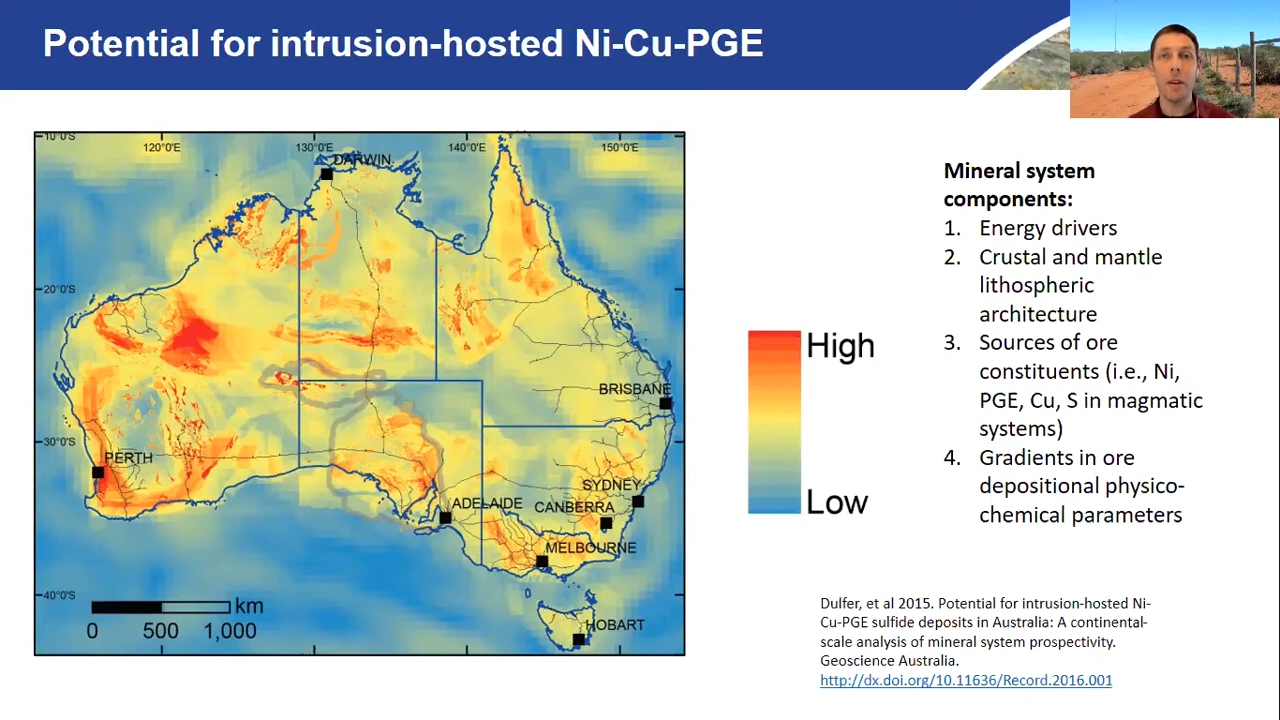 Potential for intrusion-hosted Ni-Cu-PGE
10°0'S
120°0'E
130°0'E
140°0'E
150°0'E
DARWIN
20°0'S
BRISBANE
30°0'S
PERTH
SYDNEY
ADELAIDE
CANBERRA
MELBOURNE
40°0'S
HOBART
km
0 500 1,000
High
Low
Mineral system
components:
1. Energy drivers
2. Crustal and mantle
lithospheric
architecture
3. Sources of ore
constituents (i.e., Ni,
PGE, Cu, S in magmatic
systems)
4. Gradients in ore
depositional physico-
chemical parameters
Dulfer, et al 2015. Potential for intrusion-hosted Ni-
Cu-PGE sulfide deposits in Australia: A continental-
scale analysis of mineral system prospectivity.
Geoscience Australia.
http://dx.doi.org/10.11636/Record.2016.001